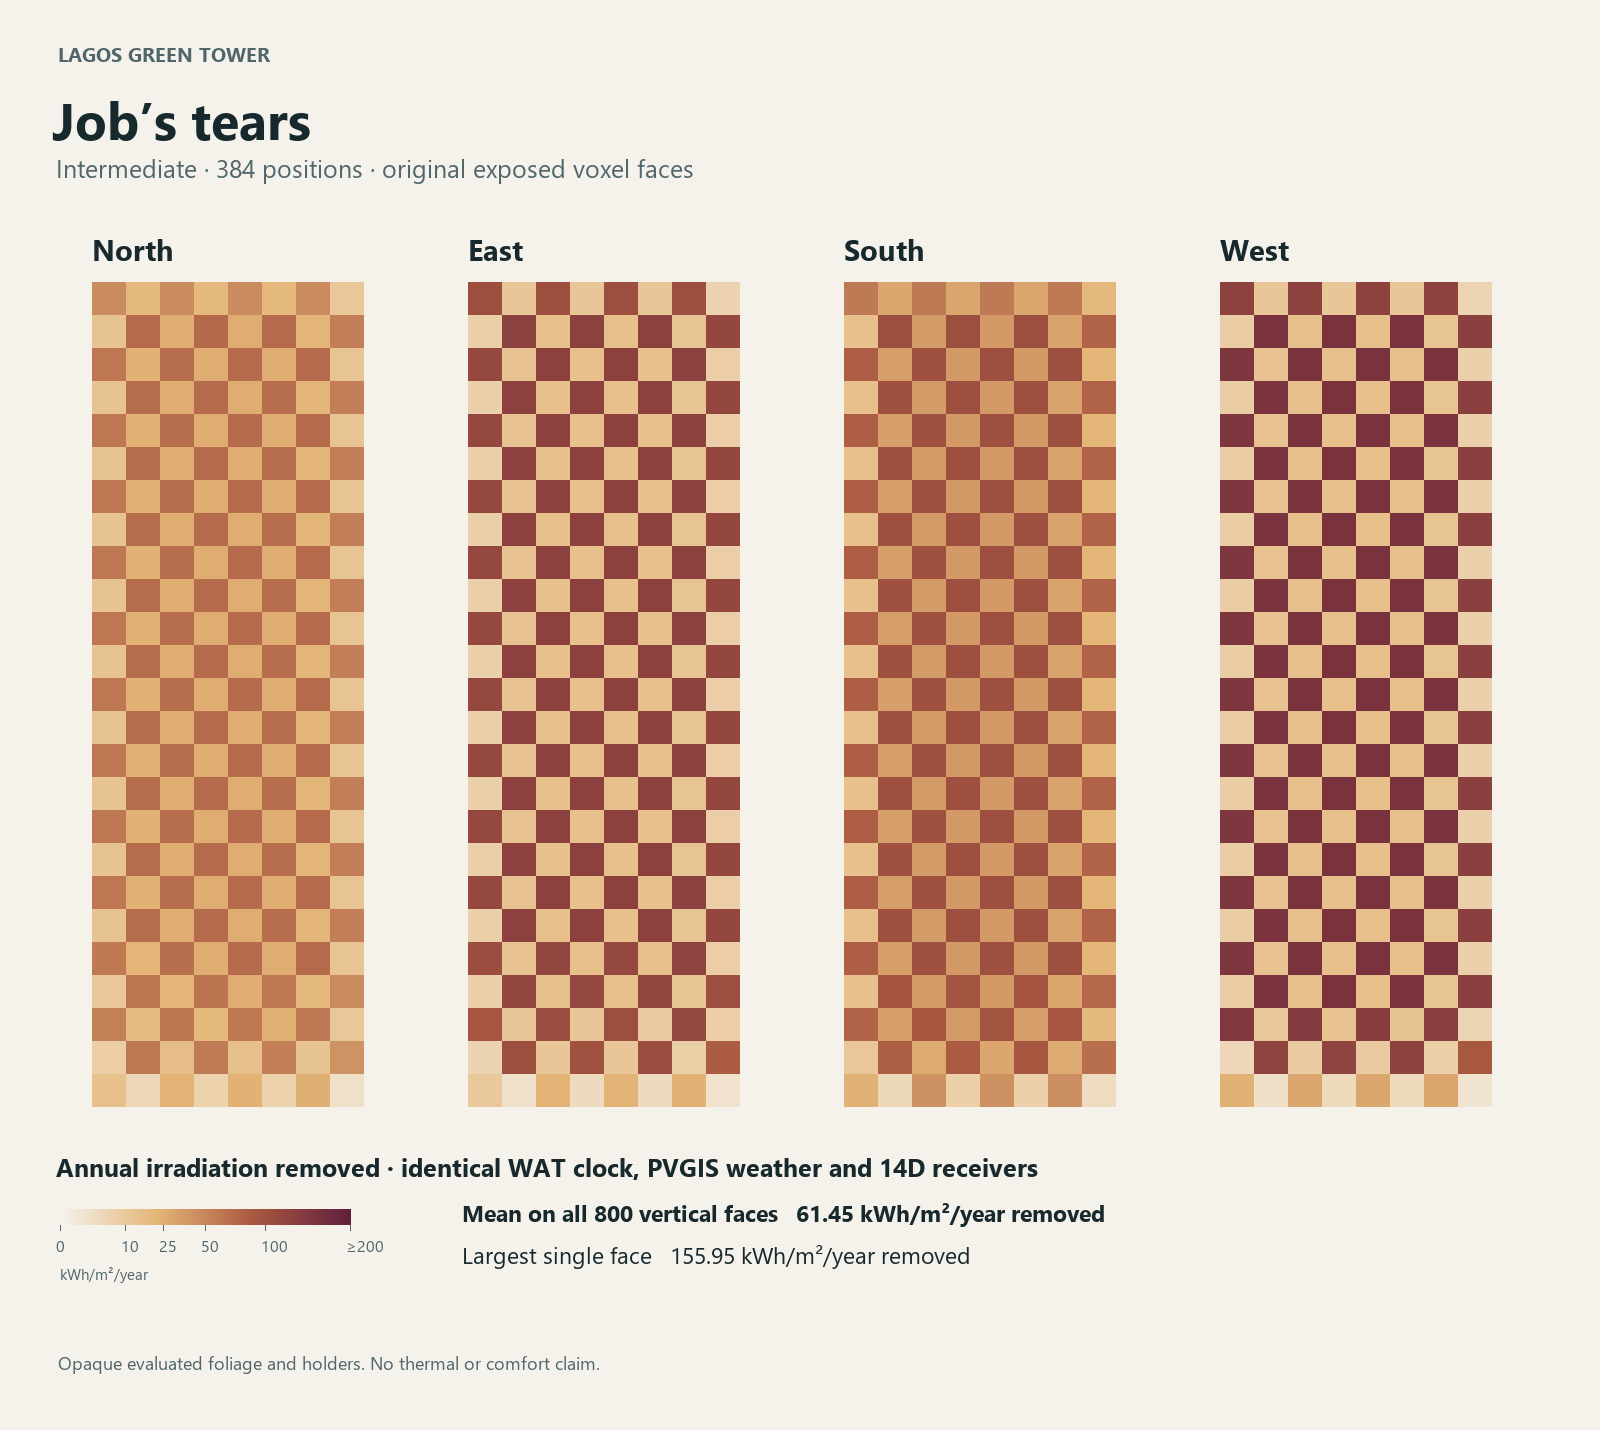 LAGOS GREEN TOWER
Job’s tears
Intermediate · 384 positions · original exposed voxel faces
North East South West
Annual irradiation removed · identical WAT clock, PVGIS weather and 14D receivers
Mean on all 800 vertical faces 61.45 kWh/m²/year removed
0 10 25 50 100 ≥200
Largest single face 155.95 kWh/m²/year removed
kWh/m²/year
Opaque evaluated foliage and holders. No thermal or comfort claim.